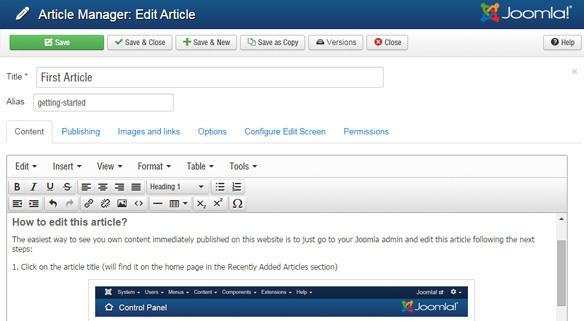 Article Manager: Edit Article
Joomla!
Save
Save & Close
Save & New
Save as Copy
Versions
Close
Help
Title * First Article
Alias getting-started
Content Publishing Images and links Options Configure Edit Screen Permissions
Edit Insert View Format Table Tools
B I U S Heading 1
X₂ X² Ω
How to edit this article?
The easiest way to see you own content immediately published on this website is to just go to your Joomla admin and edit this article following the next
steps:
1. Click on the article title (will find it on the home page in the Recently Added Articles section)
System Users Menus Content Components Extensions Help Joomla!
Control Panel Joomla!